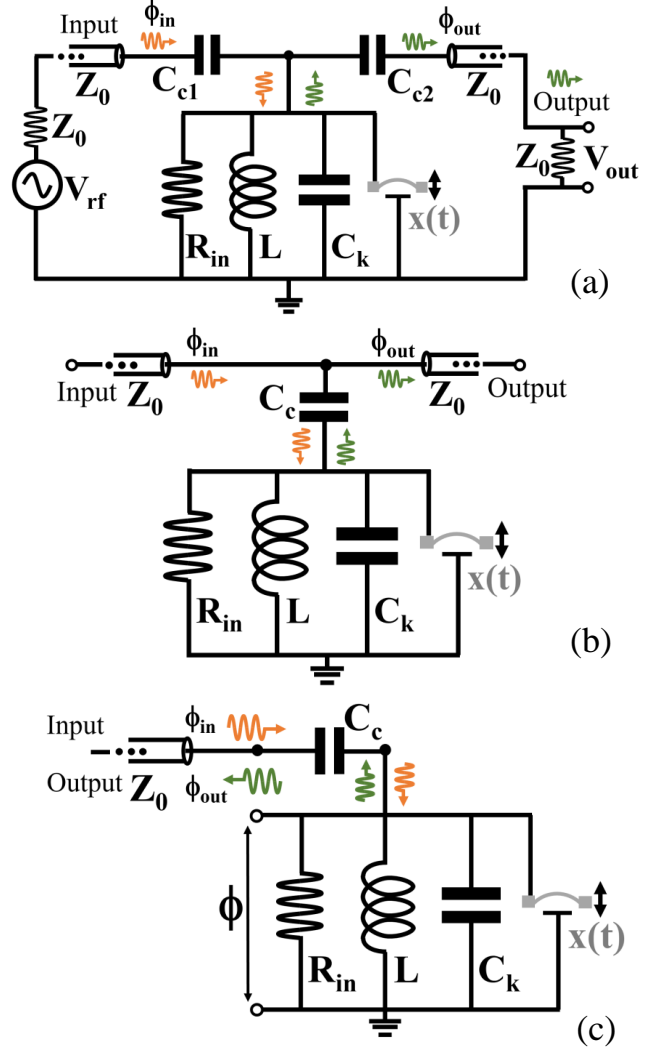 Input
ϕin
ϕout
Z0
Cc1
Cc2
Z0
Output
Z0
Z0
Vout
Vrf
x(t)
Rin
L
Ck
(a)
ϕin
ϕout
Input
Z0
Cc
Z0
Output
x(t)
Rin
L
Ck
(b)
Input
ϕin
Cc
Output
Z0
ϕout
ϕ
x(t)
Rin
L
Ck
(c)